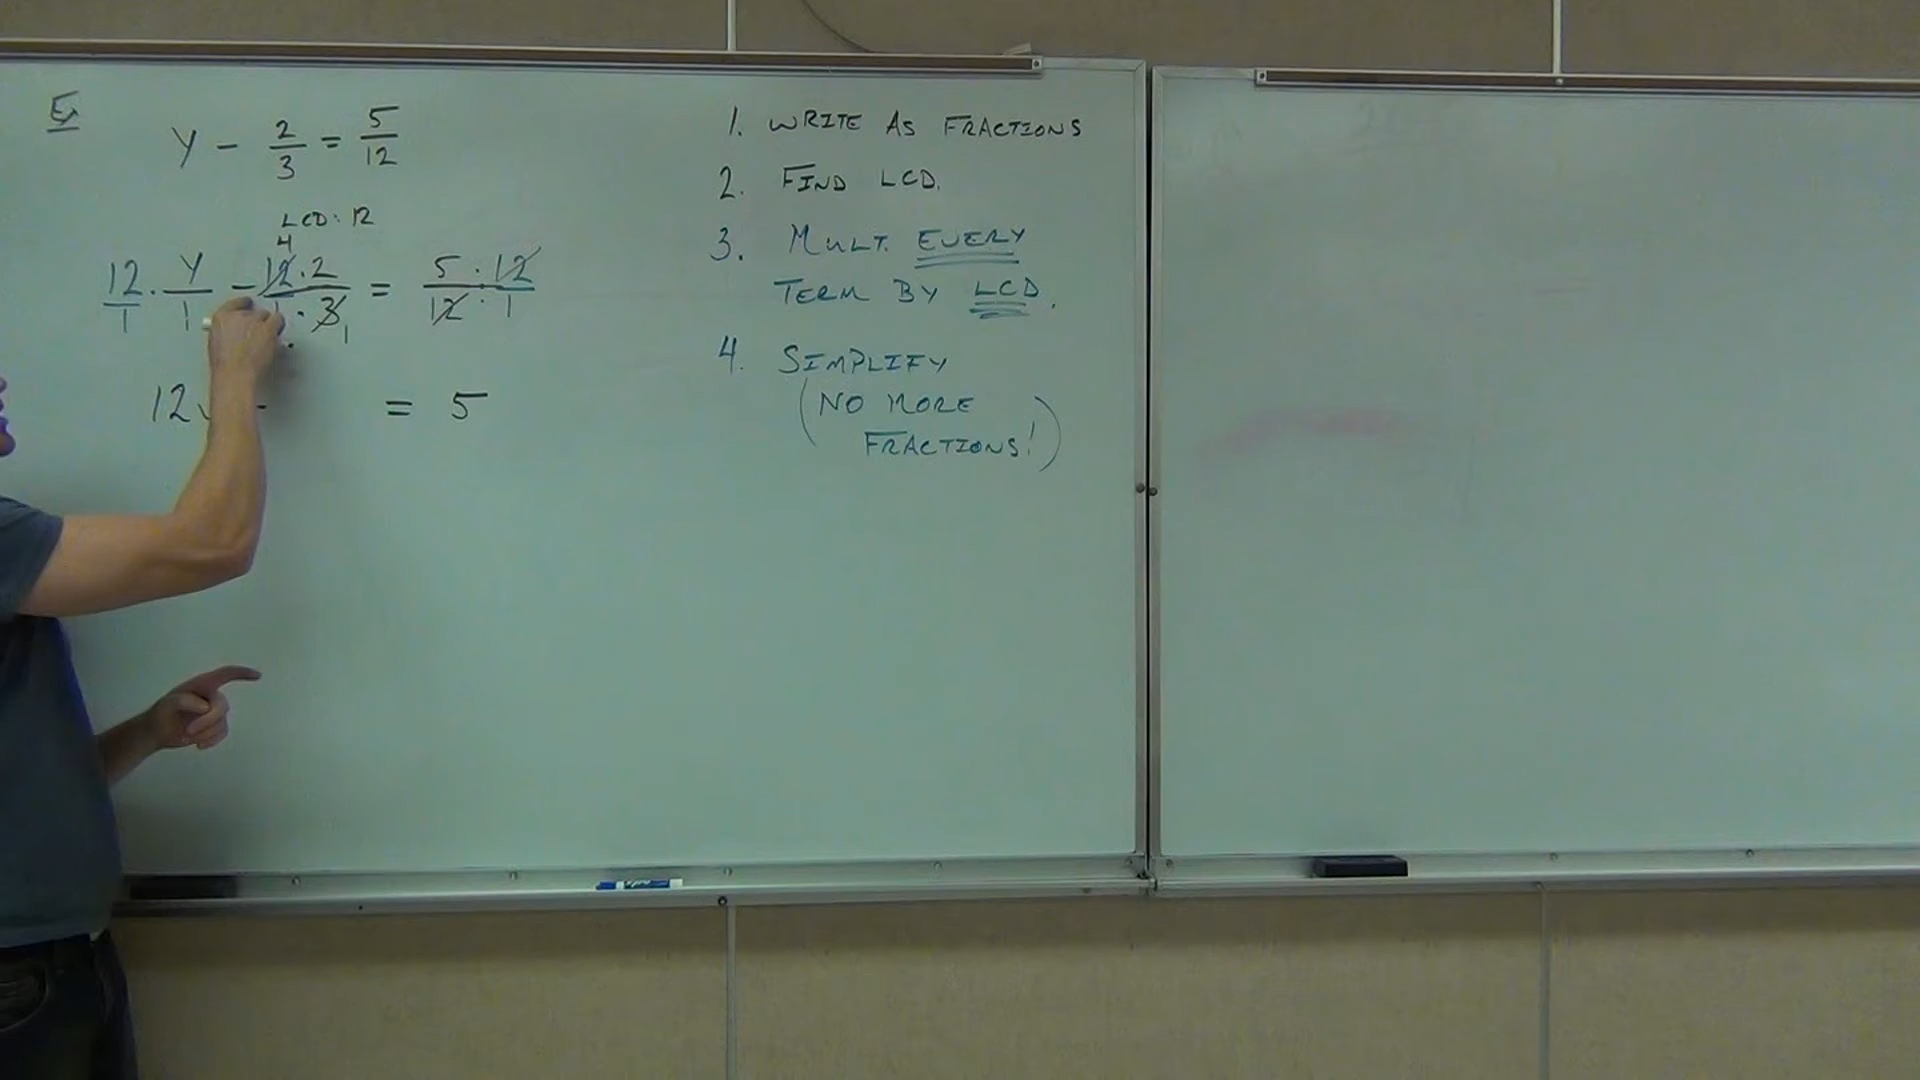 Ex
y - 2/3 = 5/12
LCD: 12
4
12/1 · y/1 - 12·2/1·3 = 5·12/12·1
1
12y - = 5
1. WRITE AS FRACTIONS
2. FIND LCD.
3. MULT. EVERY
TERM BY LCD.
4. SIMPLIFY
(NO MORE
FRACTIONS!)